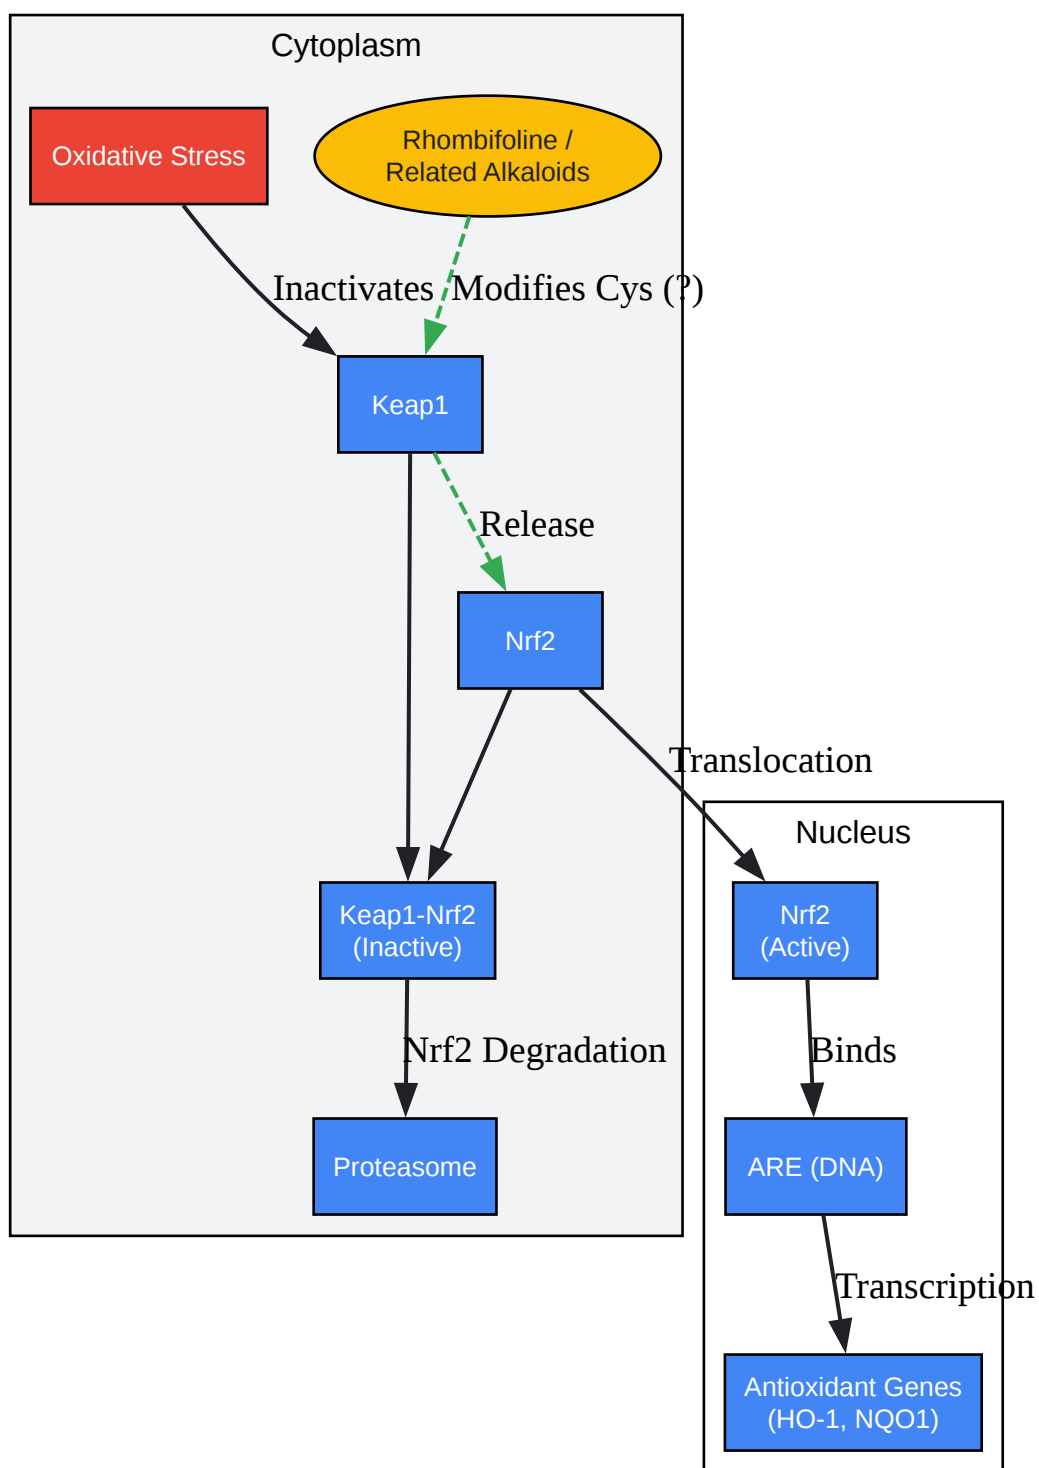 Cytoplasm
Oxidative Stress
Rhombifoline /
Related Alkaloids
Inactivates
Modifies Cys (?)
Keap1
Release
Nrf2
Translocation
Nucleus
Keap1-Nrf2
(Inactive)
Nrf2
(Active)
Nrf2 Degradation
Binds
Proteasome
ARE (DNA)
Transcription
Antioxidant Genes
(HO-1, NQO1)